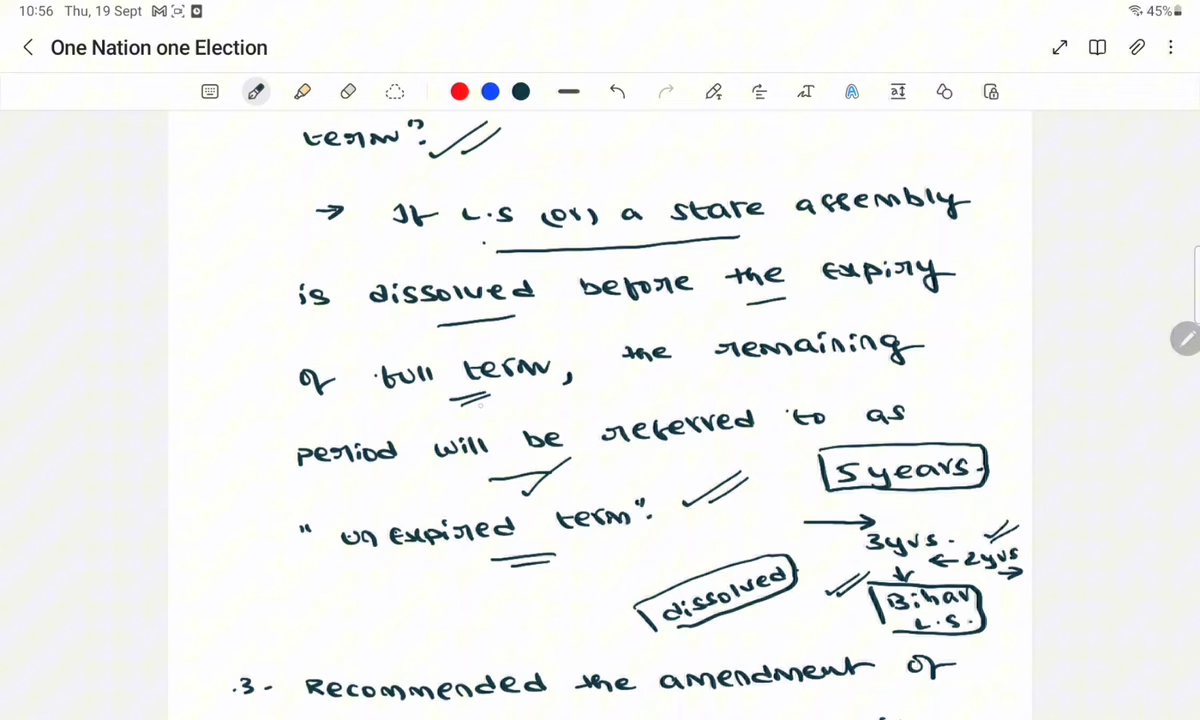 10:56 Thu, 19 Sept
45%
One Nation one Election
term".
→ If L.S (or) a state assembly
is dissolved before the expiry
of full term, the remaining
period will be referred to as
"un Expired term".
5 years.
→ 3yrs.
← 2yrs →
dissolved
Bihar
L.S.
3- Recommended the amendment of